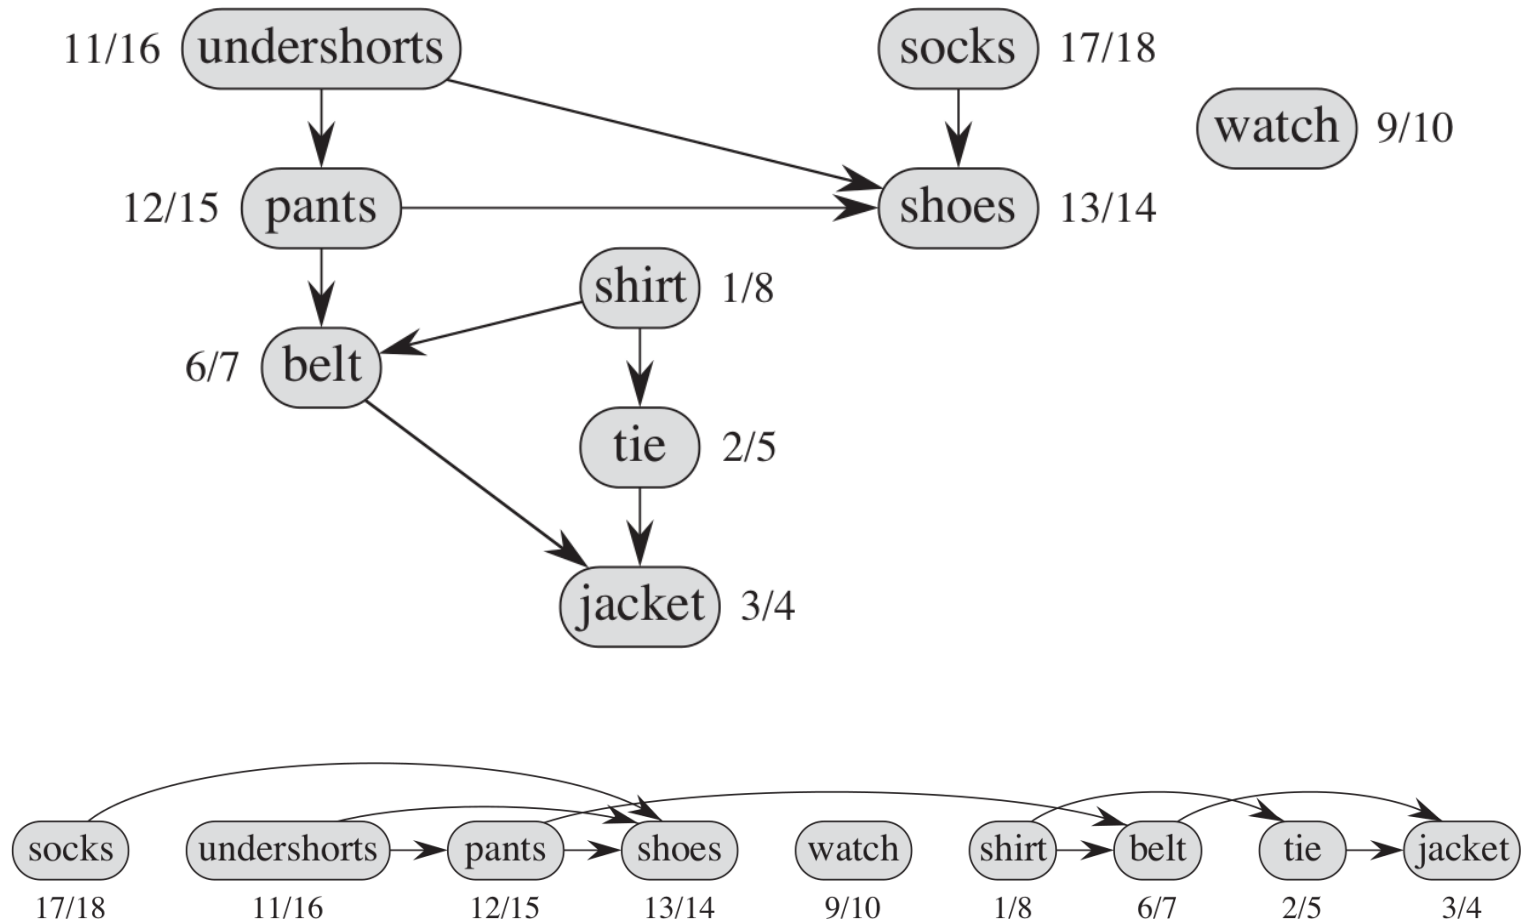 11/16 undershorts socks 17/18
watch 9/10
12/15 pants shoes 13/14
shirt 1/8
6/7 belt
tie 2/5
jacket 3/4
socks undershorts pants shoes watch shirt belt tie jacket
17/18 11/16 12/15 13/14 9/10 1/8 6/7 2/5 3/4